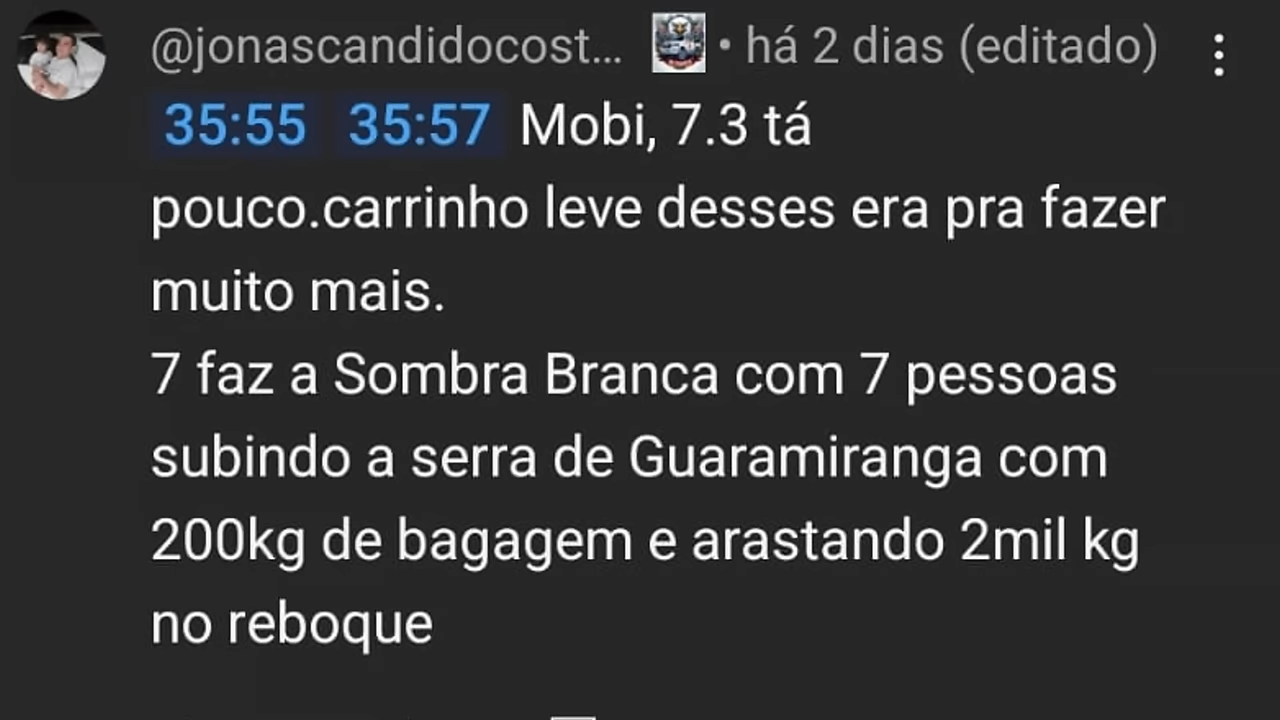 @jonascandidocost... • há 2 dias (editado)
35:55 35:57 Mobi, 7.3 tá
pouco.carrinho leve desses era pra fazer
muito mais.
7 faz a Sombra Branca com 7 pessoas
subindo a serra de Guaramiranga com
200kg de bagagem e arastando 2mil kg
no reboque